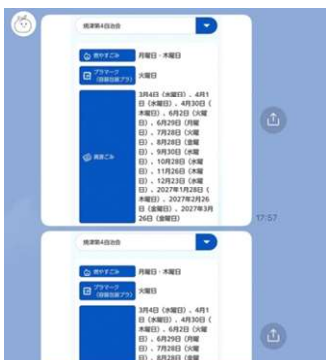 焼津第4自治会
燃やすごみ
月曜日・木曜日
プラマーク
(容器包装プラ)
火曜日
資源ごみ
3月4日（水曜日）、4月1
日（水曜日）、4月30日（
木曜日）、6月2日（火曜
日）、6月29日（月曜
日）、7月28日（火曜
日）、8月28日（金曜
日）、9月30日（水曜
日）、10月28日（水曜
日）、11月26日（木曜
日）、12月23日（水曜
日）、2027年1月28日（
木曜日）、2027年2月26
日（金曜日）、2027年3月
26日（金曜日）
17:57
焼津第4自治会
燃やすごみ
月曜日・木曜日
プラマーク
(容器包装プラ)
火曜日
3月4日（水曜日）、4月1
日（水曜日）、4月30日（
木曜日）、6月2日（火曜
日）、6月29日（月曜
日）、7月28日（火曜
日）、8月28日（金曜